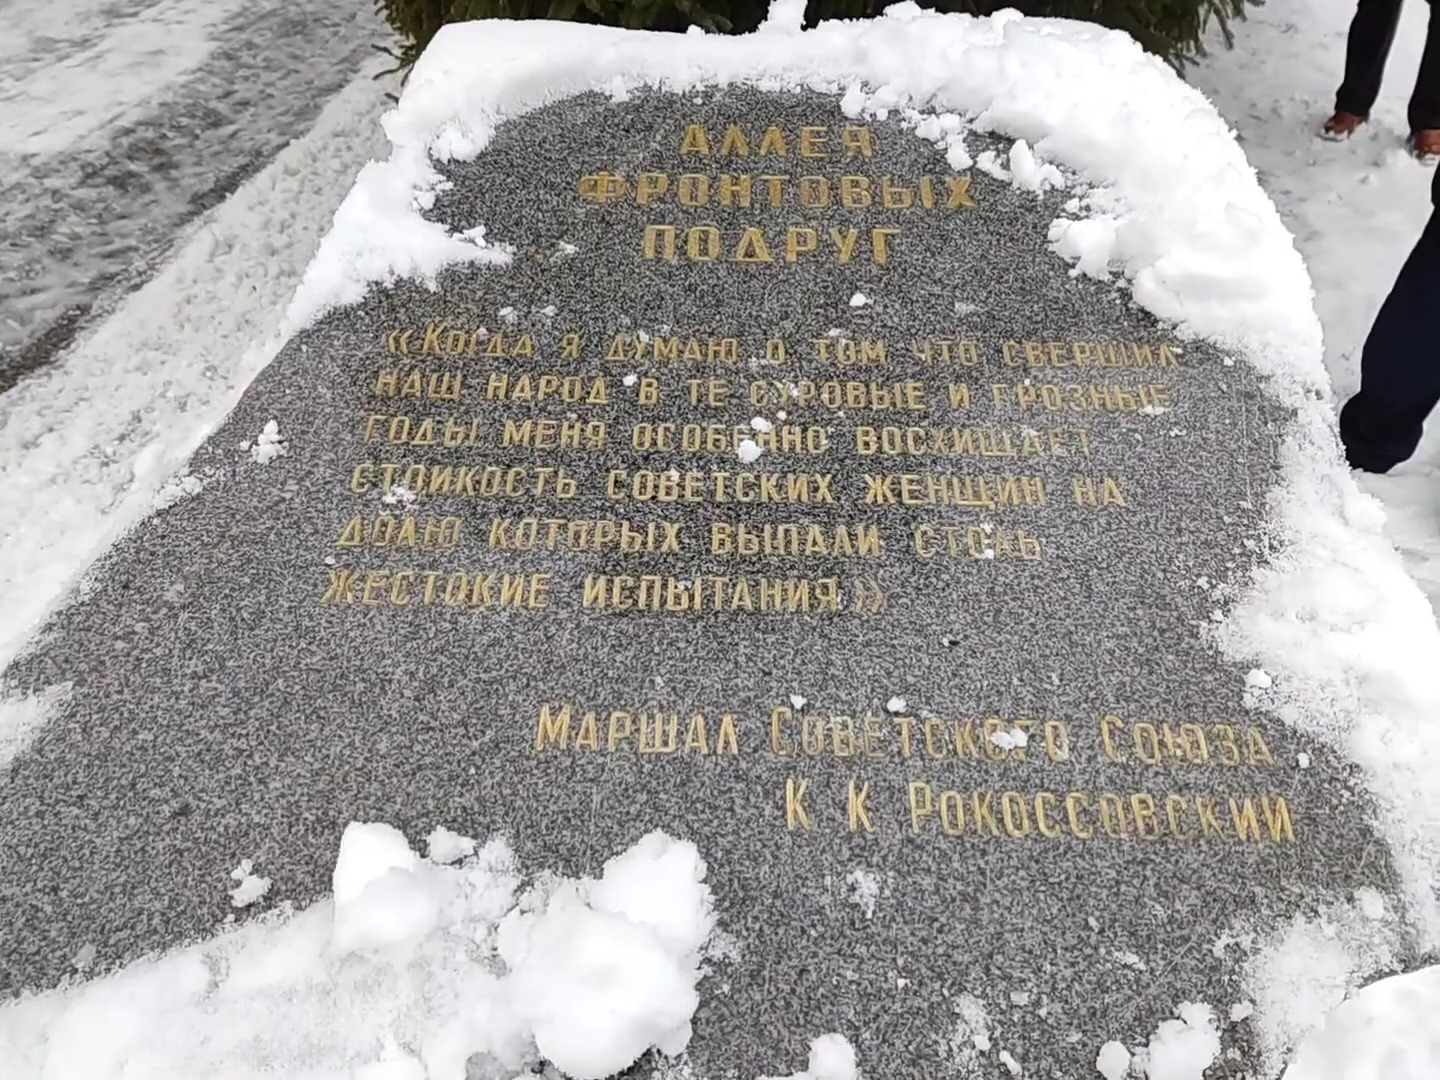 АЛЛЕЯ
ФРОНТОВЫХ
ПОДРУГ
«Когда я думаю о том что свершил
наш народ в те суровые и грозные
годы меня особенно восхищает
стойкость советских женщин на
долю которых выпали столь
жестокие испытания»
Маршал Советского Союза
К К Рокоссовский